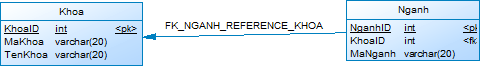 Khoa
KhoaID int <pk>
MaKhoa varchar(20)
TenKhoa varchar(20)
FK_NGANH_REFERENCE_KHOA
Nganh
NganhID int
KhoaID int <fk
MaNganh varchar(20)